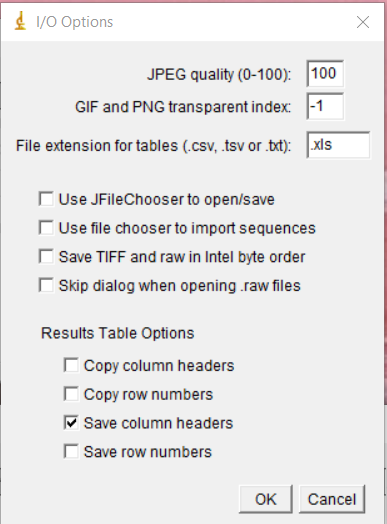 I/O Options
JPEG quality (0-100): 100
GIF and PNG transparent index: -1
File extension for tables (.csv, .tsv or .txt): .xls
Use JFileChooser to open/save
Use file chooser to import sequences
Save TIFF and raw in Intel byte order
Skip dialog when opening .raw files
Results Table Options
Copy column headers
Copy row numbers
Save column headers
Save row numbers
OK Cancel